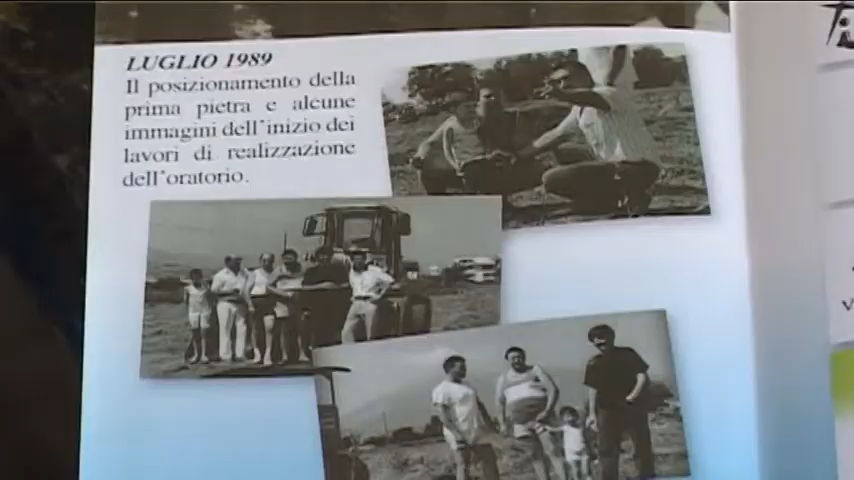 LUGLIO 1989
Il posizionamento della
prima pietra e alcune
immagini dell'inizio dei
lavori di realizzazione
dell'oratorio.